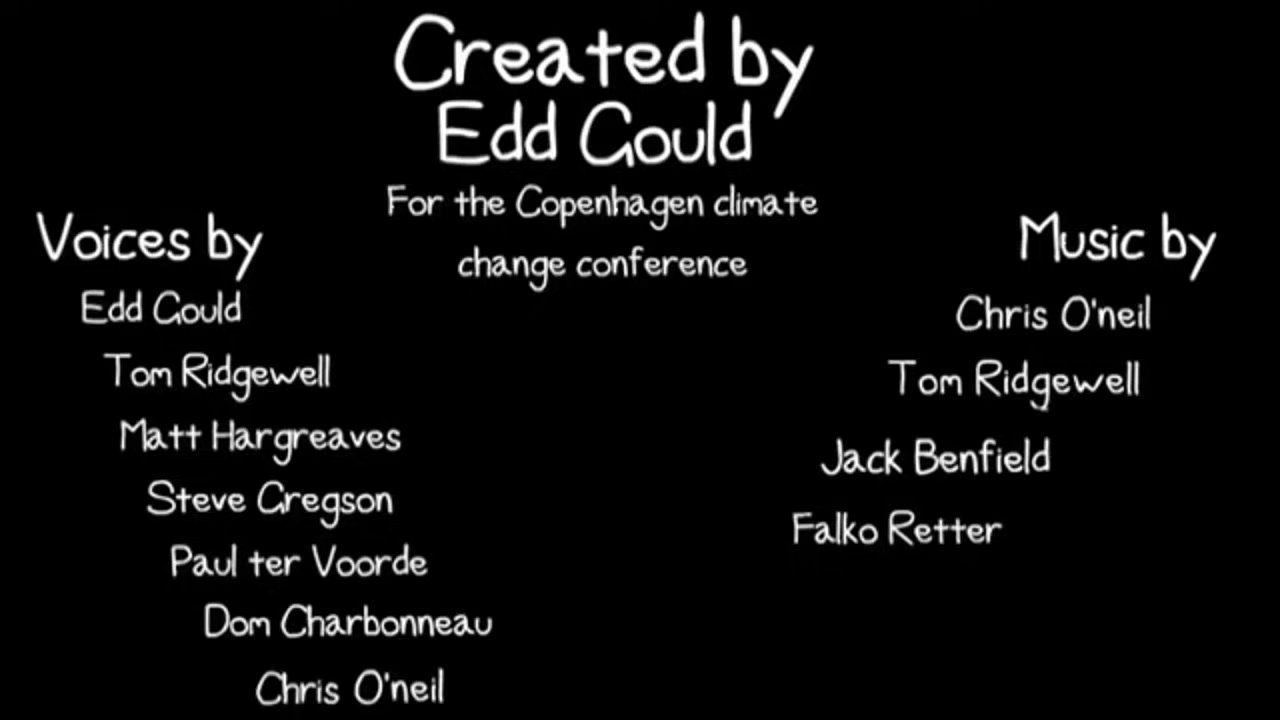 Created by
Edd Gould
For the Copenhagen climate
change conference
Voices by
Edd Gould
Tom Ridgewell
Matt Hargreaves
Steve Gregson
Paul ter Voorde
Dom Charbonneau
Chris O'neil
Music by
Chris O'neil
Tom Ridgewell
Jack Benfield
Falko Retter